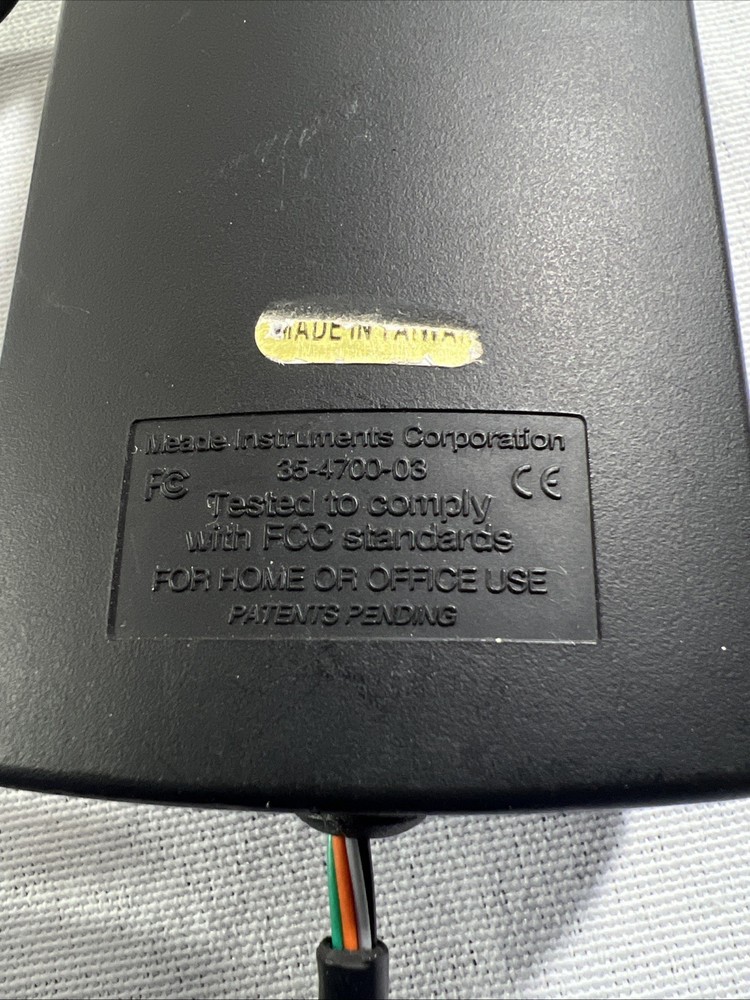 MADE IN TAIWAN
Meade Instruments Corporation
35-4700-03
FC CE
Tested to comply
with FCC standards
FOR HOME OR OFFICE USE
PATENTS PENDING